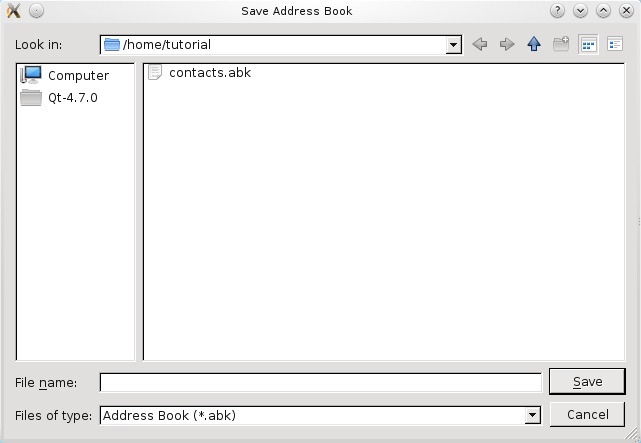 Save Address Book
Look in: /home/tutorial
Computer
Qt-4.7.0
contacts.abk
File name:
Save
Files of type: Address Book (*.abk)
Cancel